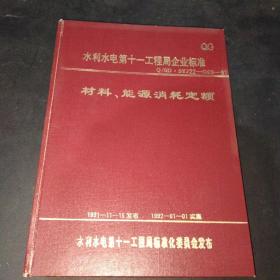 QG
水利水电第十一工程局企业标准
材料、能源消耗定额
1991—11—15发布 1992—01—01实施
水利水电第十一工程局标准化委员会发布